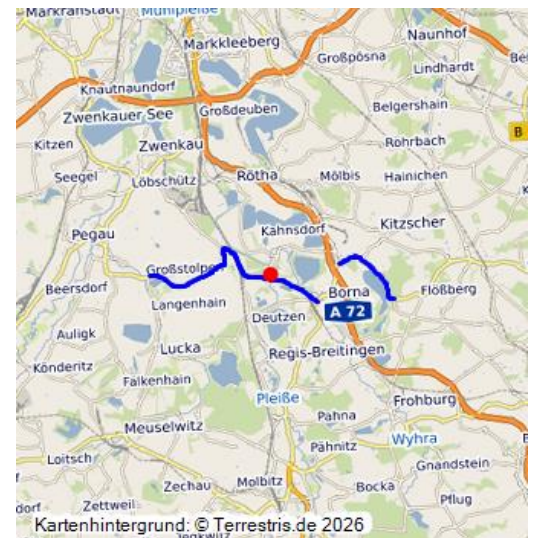 Markranstädt
Mühlpleiße
Markkleeberg
Naunhof
Großpösna
Lindhardt
Knautnaundorf
Großdeuben
Belgershain
Zwenkauer See
B
Kitzen
Zwenkau
Rohrbach
Seegel
Löbschütz
Rötha
Mölbis
Hainichen
Kahnsdorf
Kitzscher
Pegau
Großstolpen
Beersdorf
Langenhain
Borna
Flößberg
A 72
Deutzen
Auligk
Lucka
Regis-Breitingen
Könderitz
Falkenhain
Pleiße
Frohburg
Meuselwitz
Pahna
Wyhra
Pähnitz
Loitsch
Gnandstein
Zechau
Molbitz
Bocka
Zettweil
Pflug
Kartenhintergrund: © Terrestris.de 2026